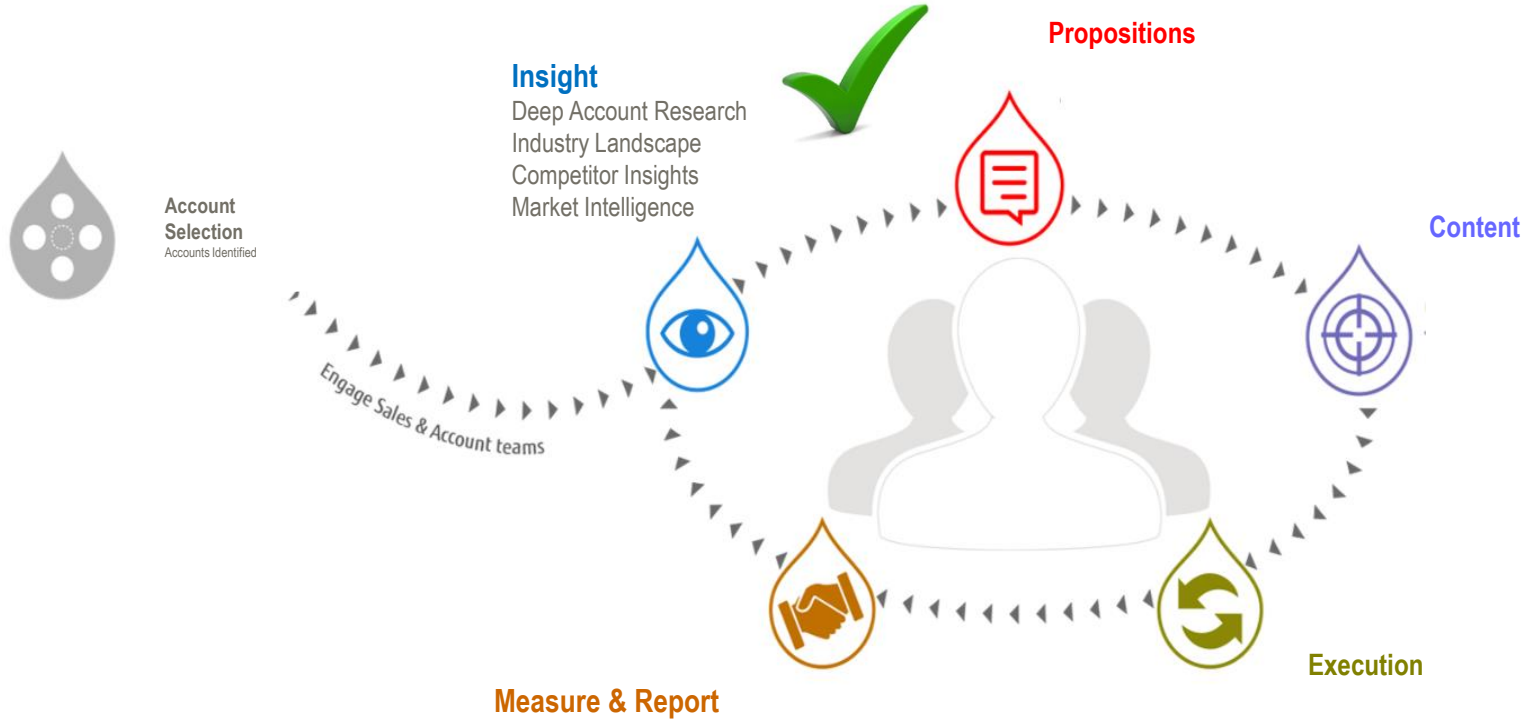 Propositions
Insight
Deep Account Research
Industry Landscape
Competitor Insights
Market Intelligence
Account
Selection
Accounts Identified
Content
Engage Sales & Account teams
Execution
Measure & Report